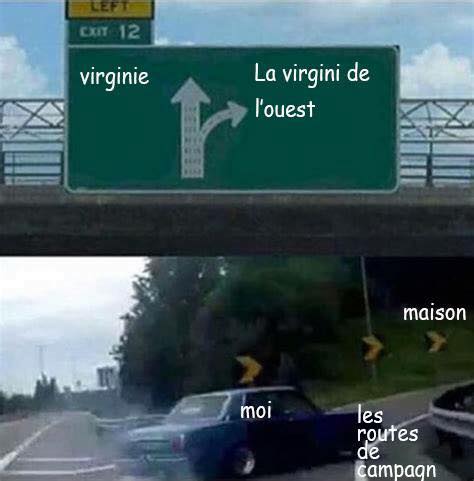 LEFT
EXIT 12
virginie
La virgini de
l'ouest
maison
moi
les
routes
de
campagn